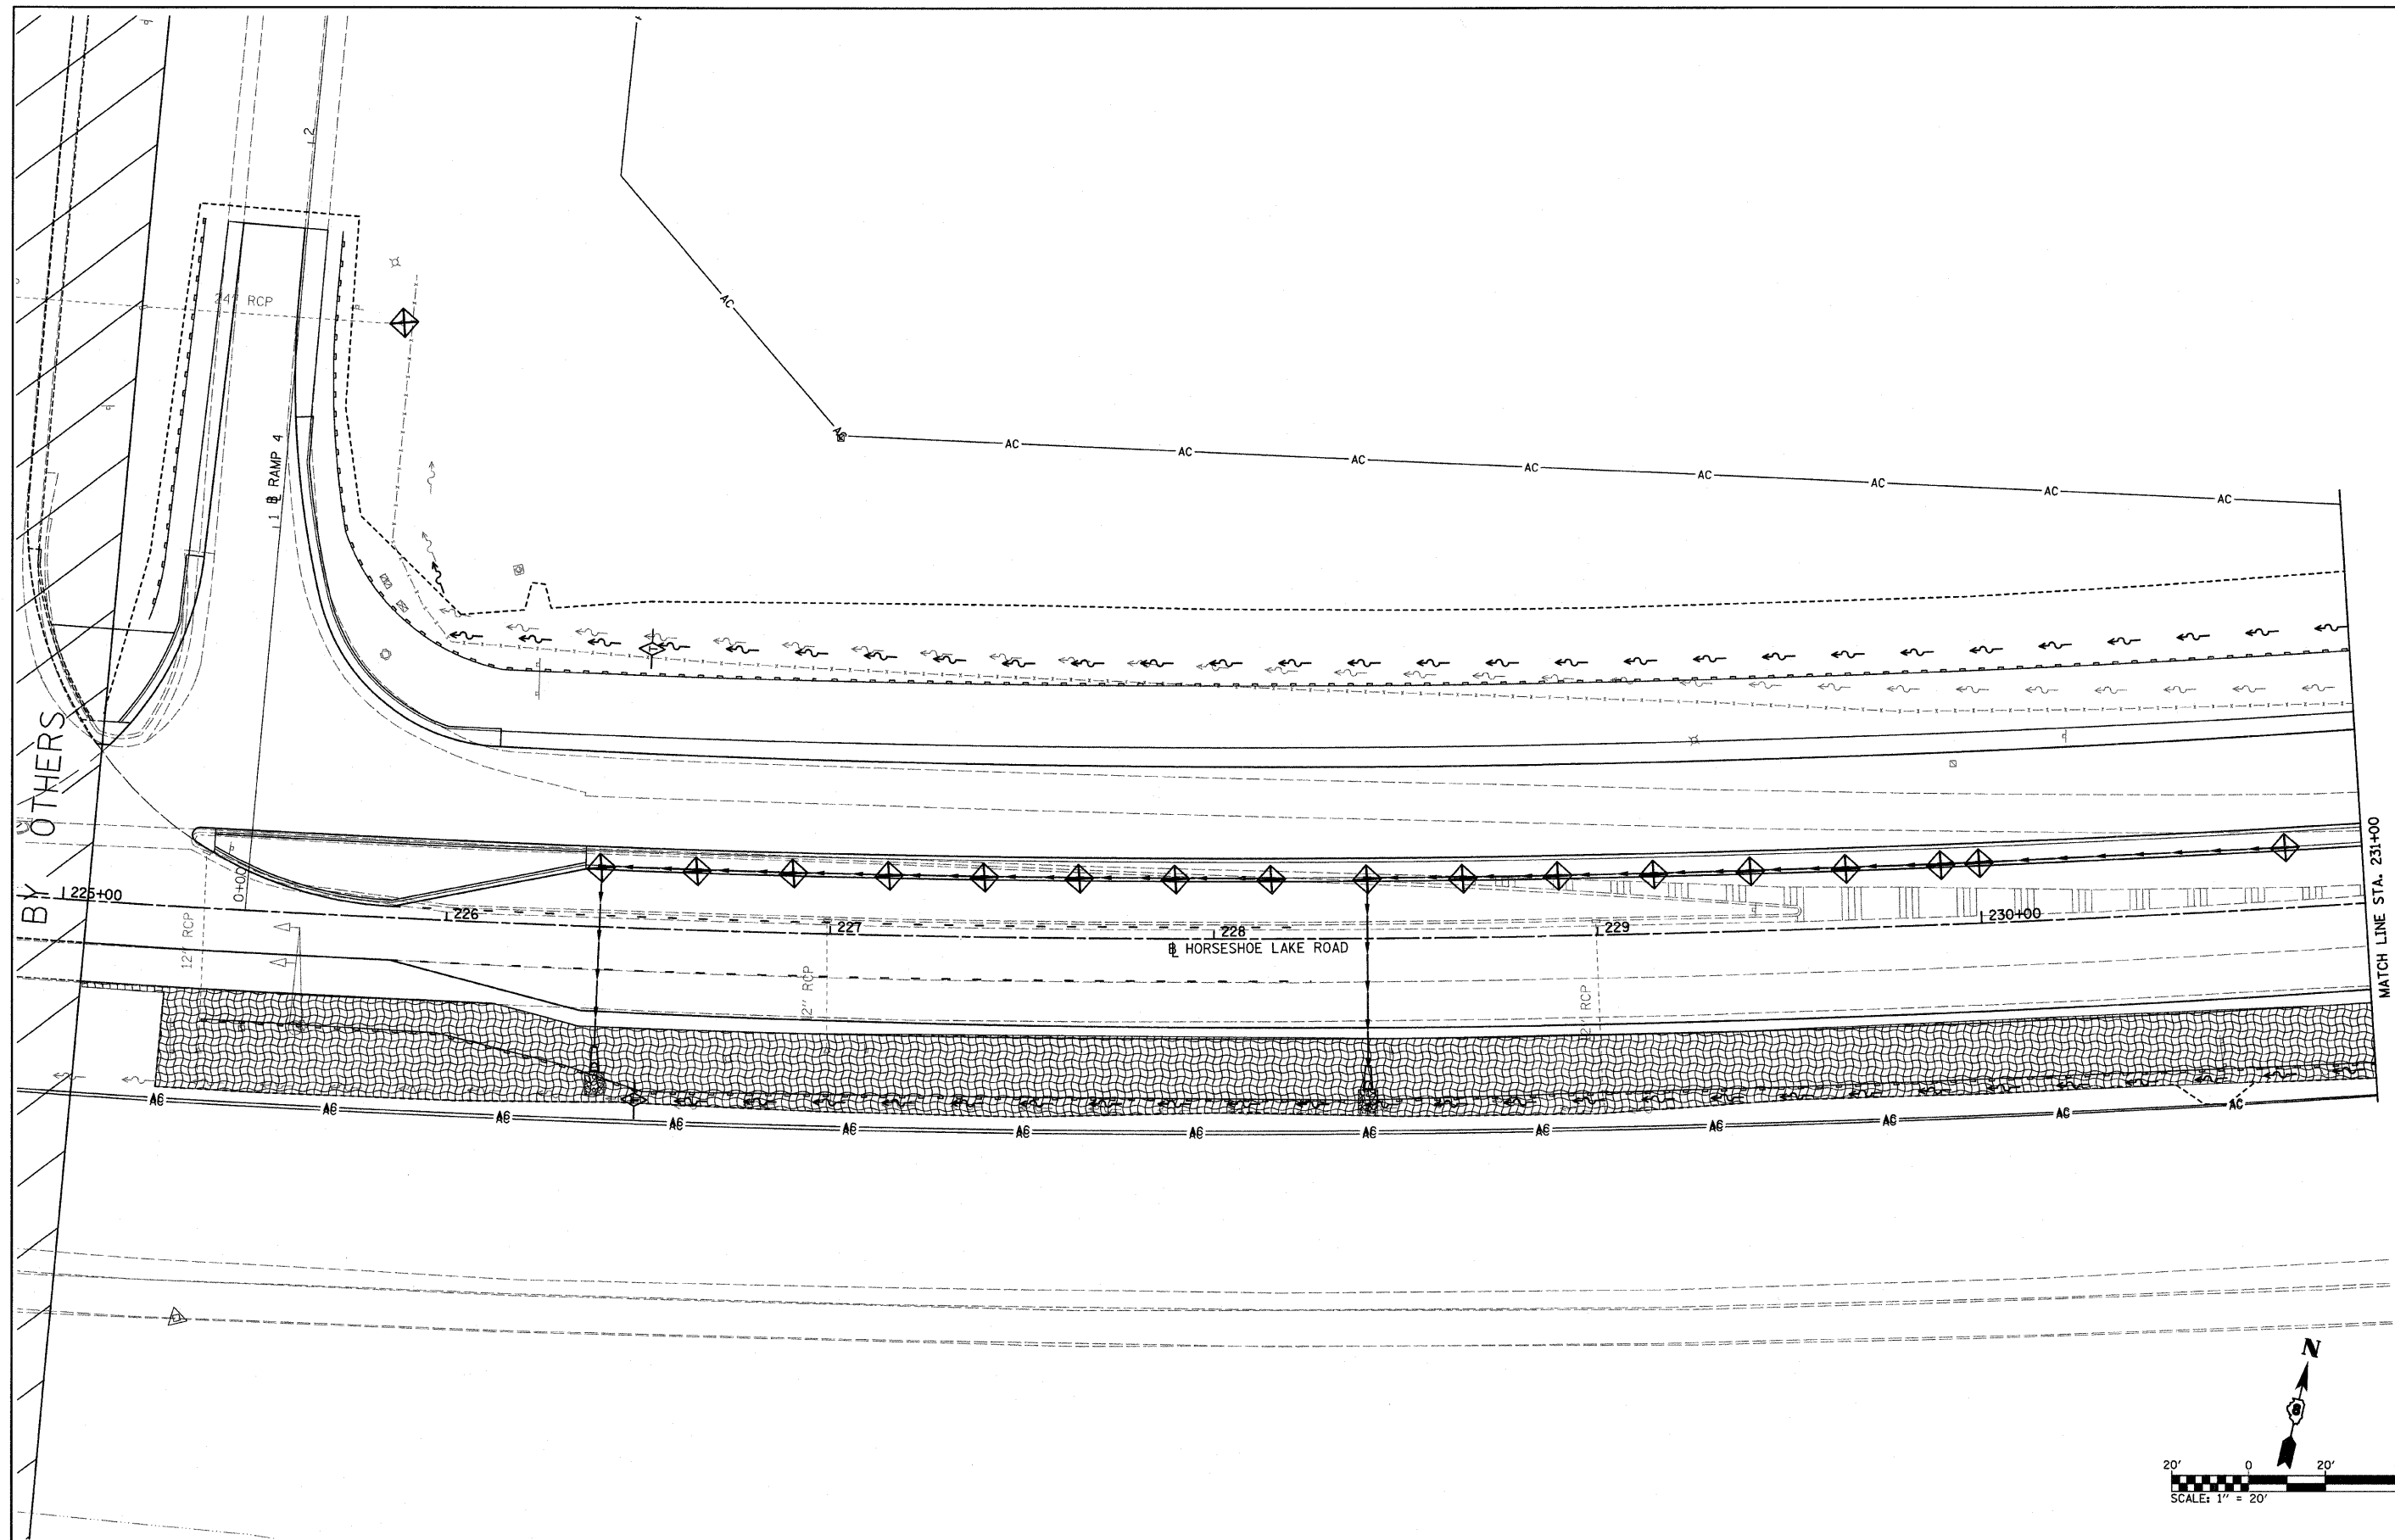 2
24" RCP
AC
AC
AC AC AC AC AC AC AC AC AC
1 ℄ RAMP 4
BY OTHERS
225+00
0+00
226
227
228
229
230+00
℄ HORSESHOE LAKE ROAD
12" RCP
12" RCP
12" RCP
MATCH LINE STA. 231+00
AC AC AC AC AC AC AC AC AC AC AC AC AC
N
20' 0 20'
SCALE: 1" = 20'